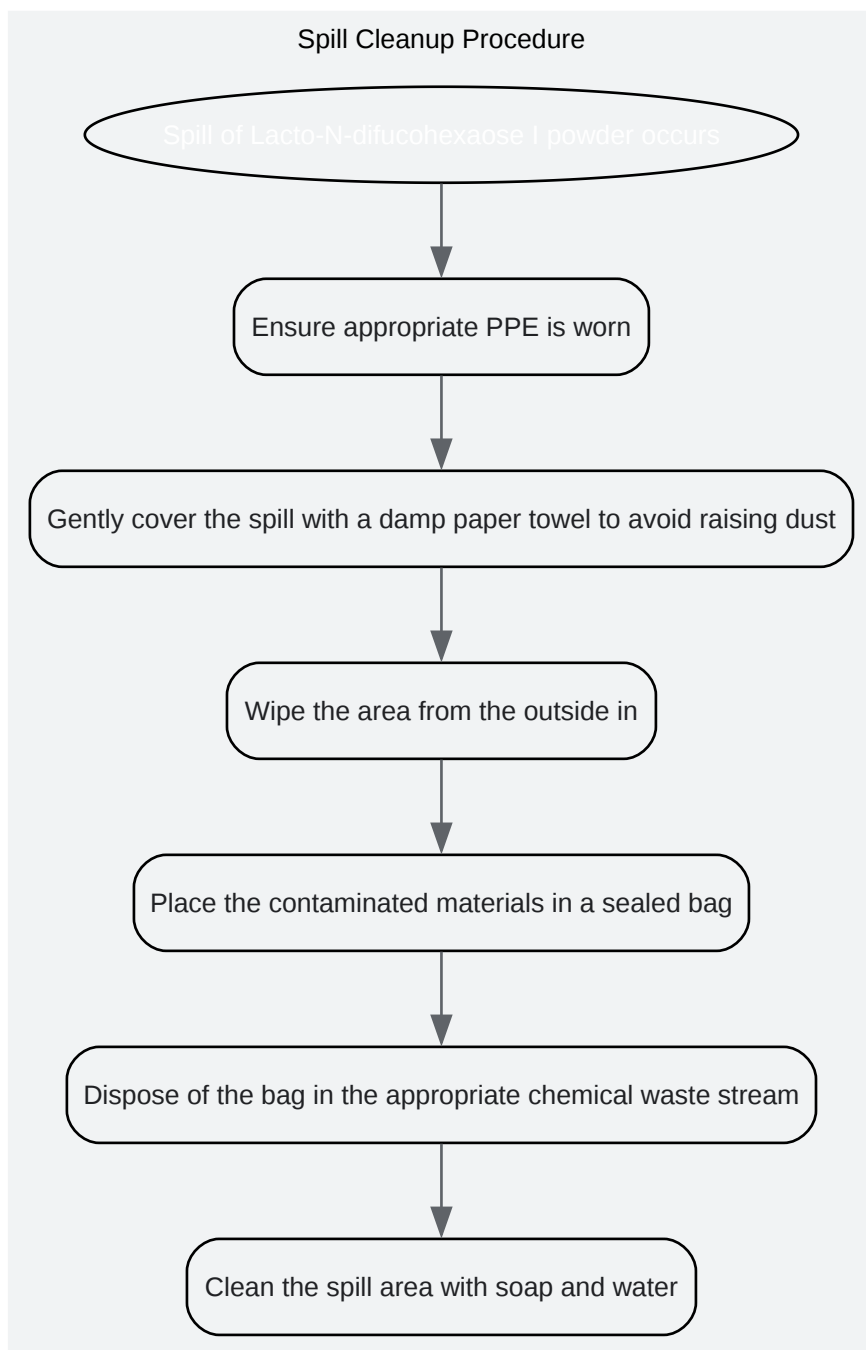 Spill Cleanup Procedure
Spill of Lacto-N-difucohexaose I powder occurs
Ensure appropriate PPE is worn
Gently cover the spill with a damp paper towel to avoid raising dust
Wipe the area from the outside in
Place the contaminated materials in a sealed bag
Dispose of the bag in the appropriate chemical waste stream
Clean the spill area with soap and water